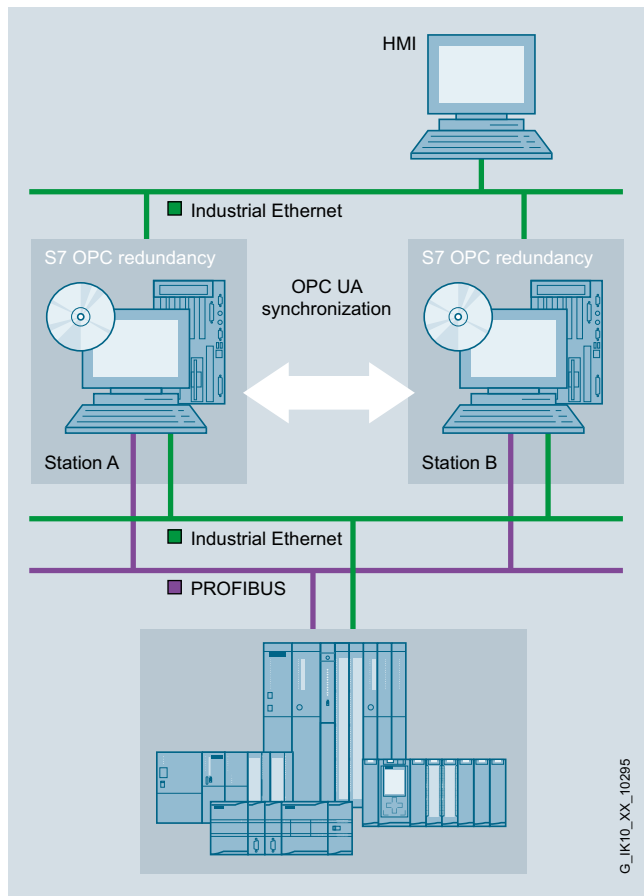 HMI
Industrial Ethernet
S7 OPC redundancy
OPC UA
synchronization
S7 OPC redundancy
Station A
Station B
Industrial Ethernet
PROFIBUS
G_IK10_XX_10295